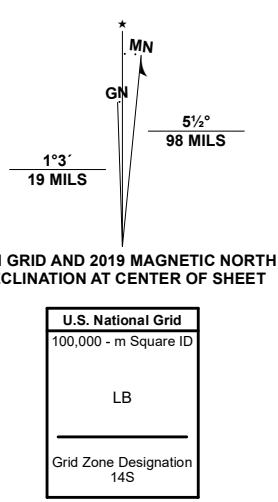 ★
MN
GN
5½°
98 MILS
1°3´
19 MILS
GRID AND 2019 MAGNETIC NORTH
CLINATION AT CENTER OF SHEET
U.S. National Grid
100,000 - m Square ID
LB
Grid Zone Designation
14S